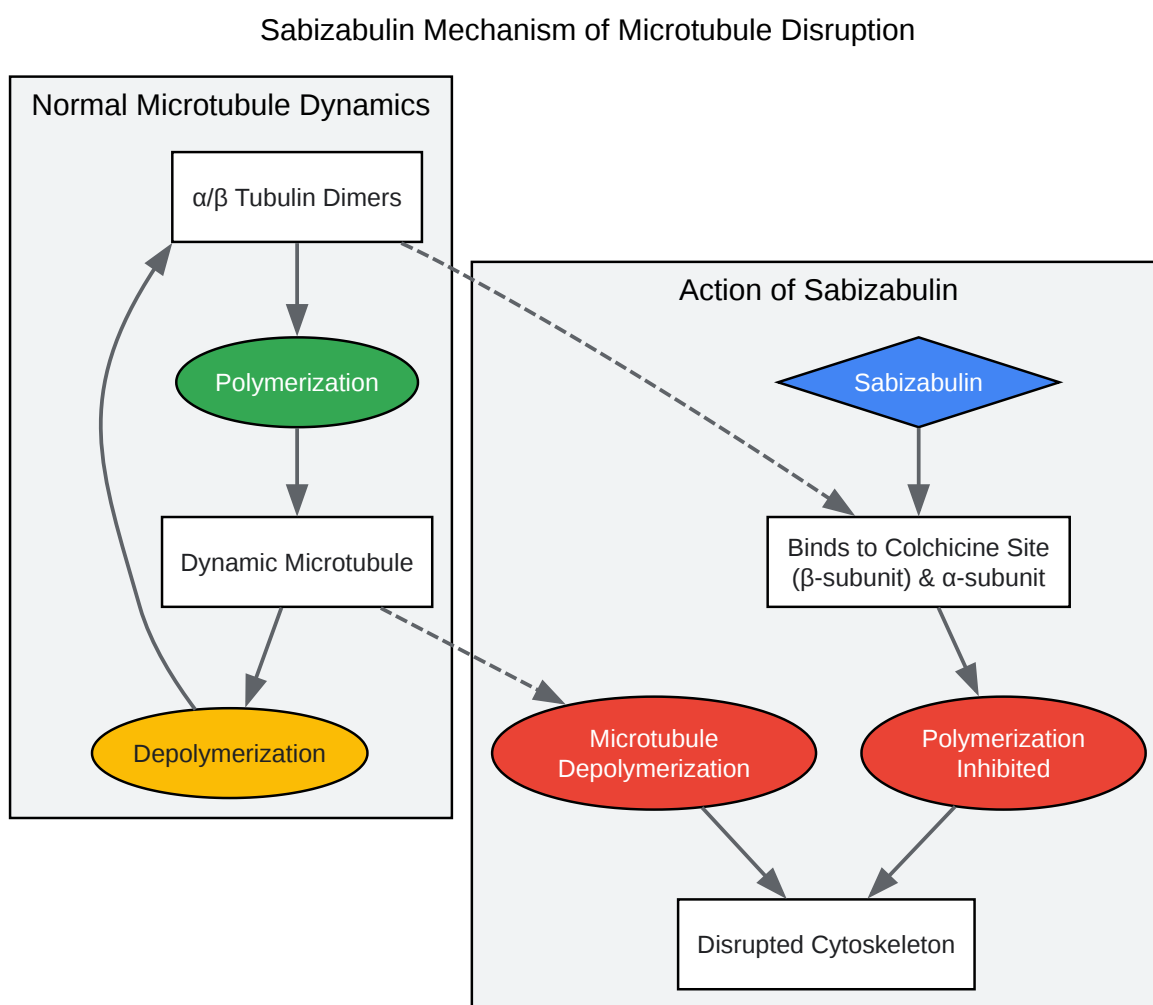 Sabizabulin Mechanism of Microtubule Disruption
Normal Microtubule Dynamics
α/β Tubulin Dimers
Polymerization
Dynamic Microtubule
Depolymerization
Action of Sabizabulin
Sabizabulin
Binds to Colchicine Site
(β-subunit) & α-subunit
Microtubule
Depolymerization
Polymerization
Inhibited
Disrupted Cytoskeleton